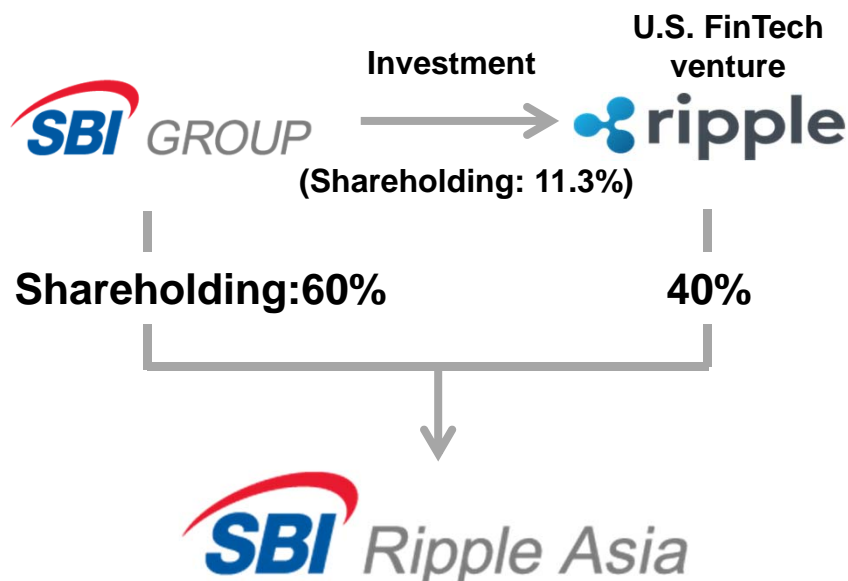 U.S. FinTech
venture
Investment
SBI GROUP
ripple
(Shareholding: 11.3%)
Shareholding:60%
40%
SBI Ripple Asia